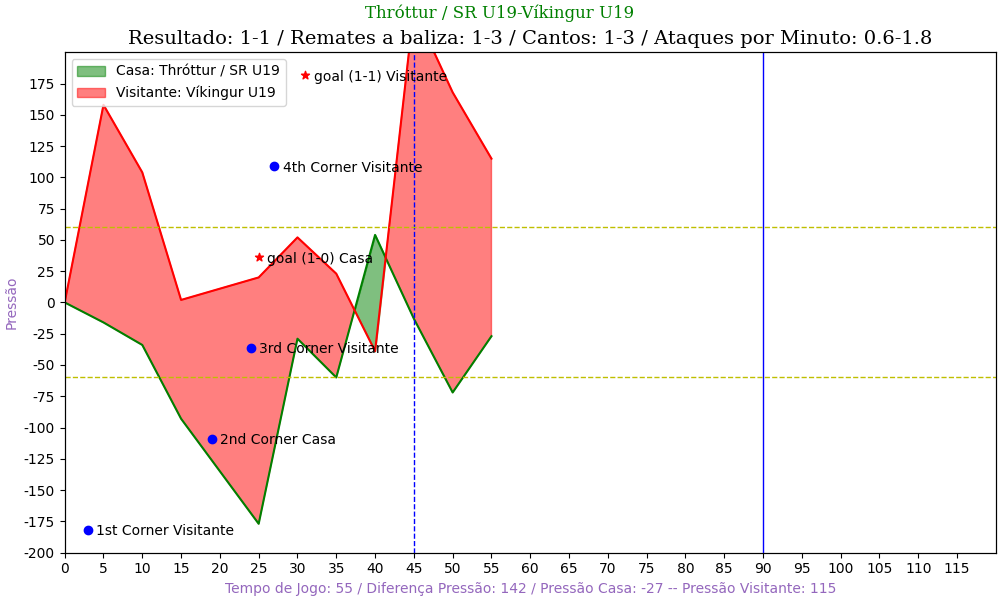 Thróttur / SR U19-Víkingur U19
Resultado: 1-1 / Remates a baliza: 1-3 / Cantos: 1-3 / Ataques por Minuto: 0.6-1.8
Casa: Thróttur / SR U19
Visitante: Víkingur U19
goal (1-1) Visitante
4th Corner Visitante
goal (1-0) Casa
3rd Corner Visitante
2nd Corner Casa
1st Corner Visitante
Pressão
175
150
125
100
75
50
25
0
-25
-50
-75
-100
-125
-150
-175
-200
0 5 10 15 20 25 30 35 40 45 50 55 60 65 70 75 80 85 90 95 100 105 110 115
Tempo de Jogo: 55 / Diferença Pressão: 142 / Pressão Casa: -27 -- Pressão Visitante: 115